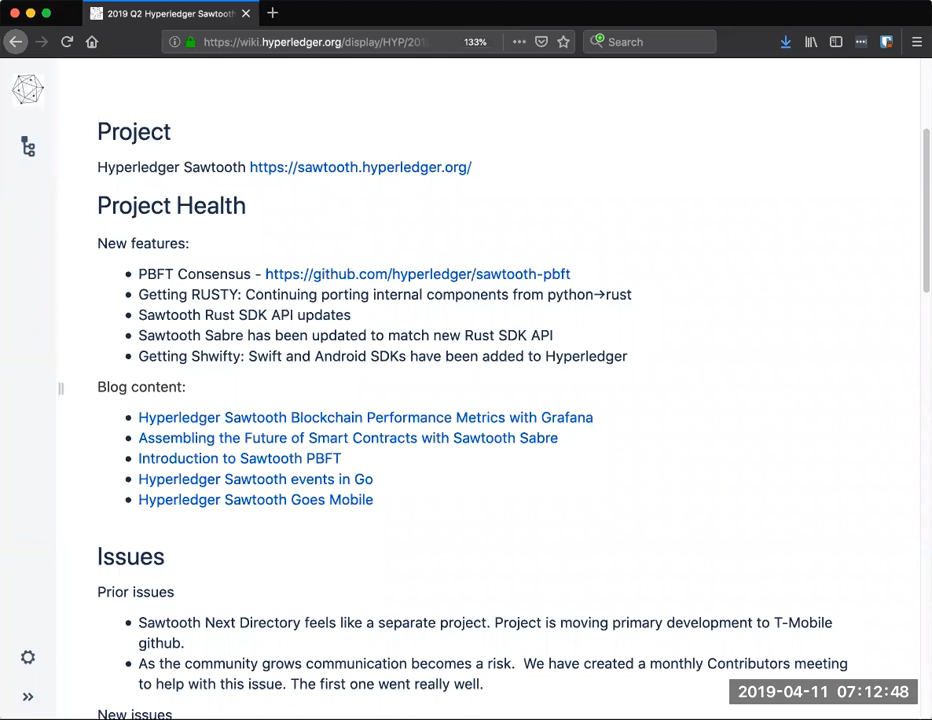 2019 Q2 Hyperledger Sawtooth
https://wiki.hyperledger.org/display/HYP/201
133%
Search
Project
Hyperledger Sawtooth https://sawtooth.hyperledger.org/
Project Health
New features:
• PBFT Consensus - https://github.com/hyperledger/sawtooth-pbft
• Getting RUSTY: Continuing porting internal components from python→rust
• Sawtooth Rust SDK API updates
• Sawtooth Sabre has been updated to match new Rust SDK API
• Getting Shwifty: Swift and Android SDKs have been added to Hyperledger
Blog content:
• Hyperledger Sawtooth Blockchain Performance Metrics with Grafana
• Assembling the Future of Smart Contracts with Sawtooth Sabre
• Introduction to Sawtooth PBFT
• Hyperledger Sawtooth events in Go
• Hyperledger Sawtooth Goes Mobile
Issues
Prior issues
• Sawtooth Next Directory feels like a separate project. Project is moving primary development to T-Mobile
github.
• As the community grows communication becomes a risk.  We have created a monthly Contributors meeting
to help with this issue. The first one went really well.
2019-04-11 07:12:48
New issues